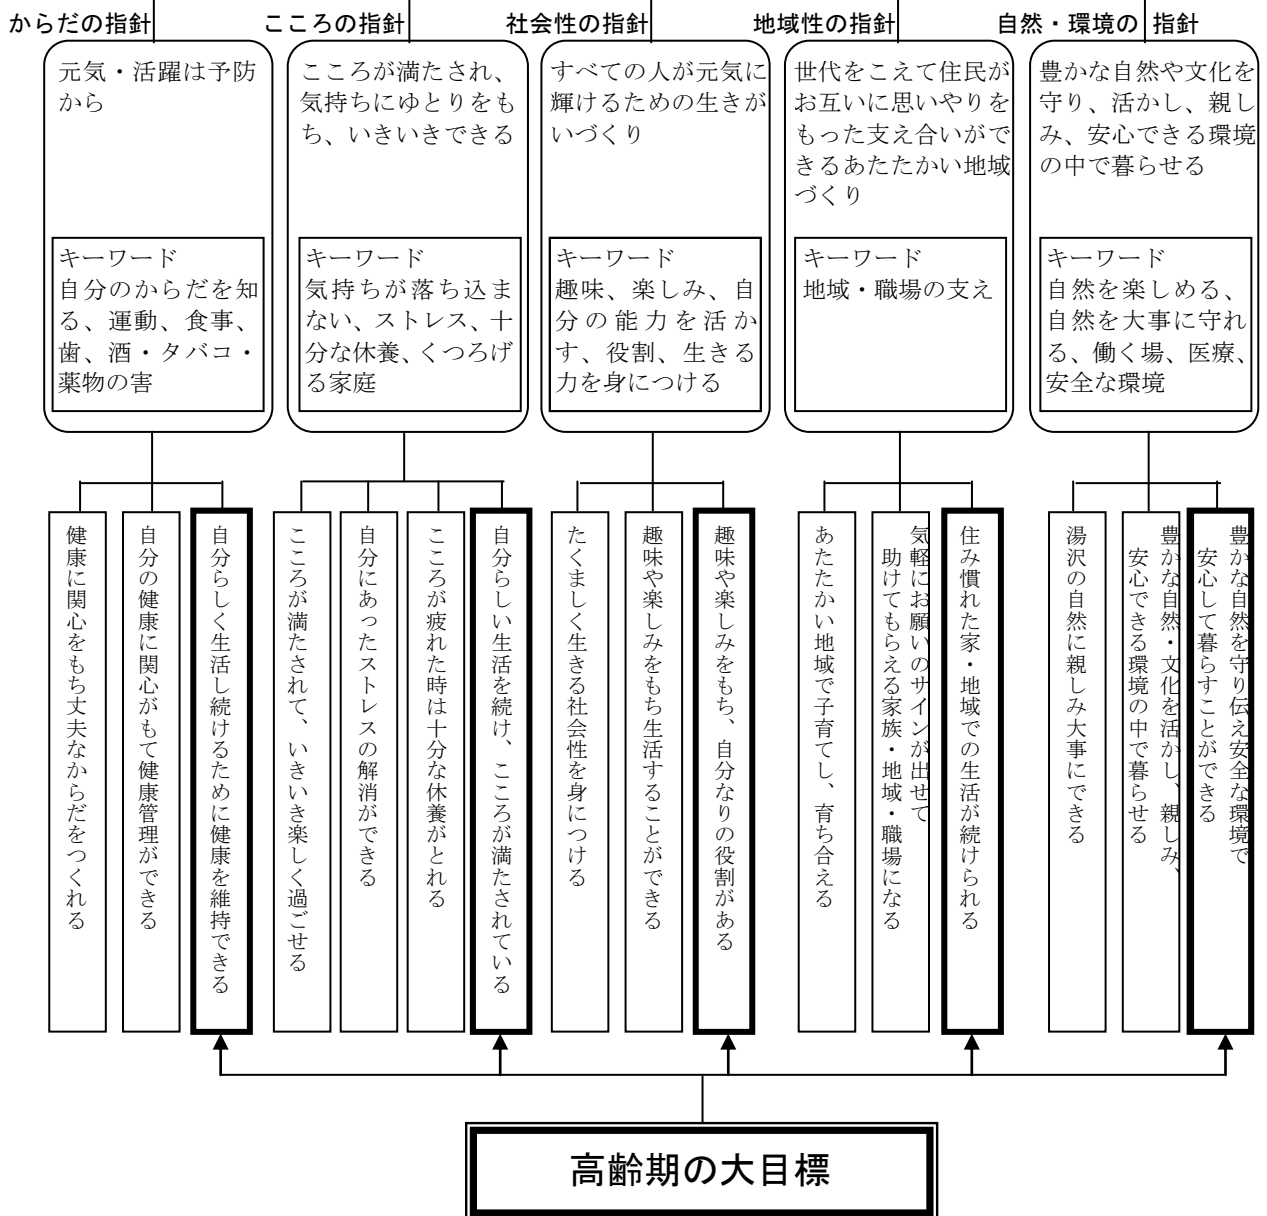 からだの指針
こころの指針
社会性の指針
地域性の指針
自然・環境の指針
元気・活躍は予防
から
キーワード
自分のからだを知
る、運動、食事、
歯、酒・タバコ・
薬物の害
こころが満たされ、
気持ちにゆとりをも
ち、いきいきできる
キーワード
気持ちが落ち込ま
ない、ストレス、十
分な休養、くつろげ
る家庭
すべての人が元気に
輝けるための生きが
いづくり
キーワード
趣味、楽しみ、自
分の能力を活か
す、役割、生きる
力を身につける
世代をこえて住民が
お互いに思いやりを
もった支え合いがで
きるあたたかい地域
づくり
キーワード
地域・職場の支え
豊かな自然や文化を
守り、活かし、親し
み、安心できる環境
の中で暮らせる
キーワード
自然を楽しめる、
自然を大事に守れ
る、働く場、医療、
安全な環境
健康に関心をもち丈夫なからだをつくれる
自分の健康に関心がもて健康管理ができる
自分らしく生活し続けるために健康を維持できる
こころが満たされて、いきいき楽しく過ごせる
自分にあったストレスの解消ができる
こころが疲れた時は十分な休養がとれる
自分らしい生活を続け、こころが満たされている
たくましく生きる社会性を身につける
趣味や楽しみをもち生活することができる
趣味や楽しみをもち、自分なりの役割がある
あたたかい地域で子育てし、育ち合える
気軽にお願いのサインが出せて
助けてもらえる家族・地域・職場になる
住み慣れた家・地域での生活が続けられる
湯沢の自然に親しみ大事にできる
豊かな自然・文化を活かし、親しみ、
安心できる環境の中で暮らせる
豊かな自然を守り伝え安全な環境で
安心して暮らすことができる
高齢期の大目標